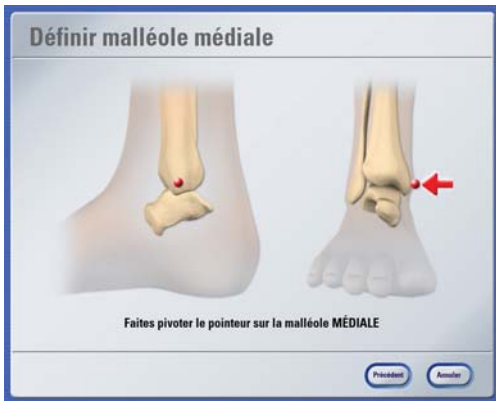 Définir malléole médiale
Faites pivoter le pointeur sur la malléole MÉDIALE
Précédent
Annuler